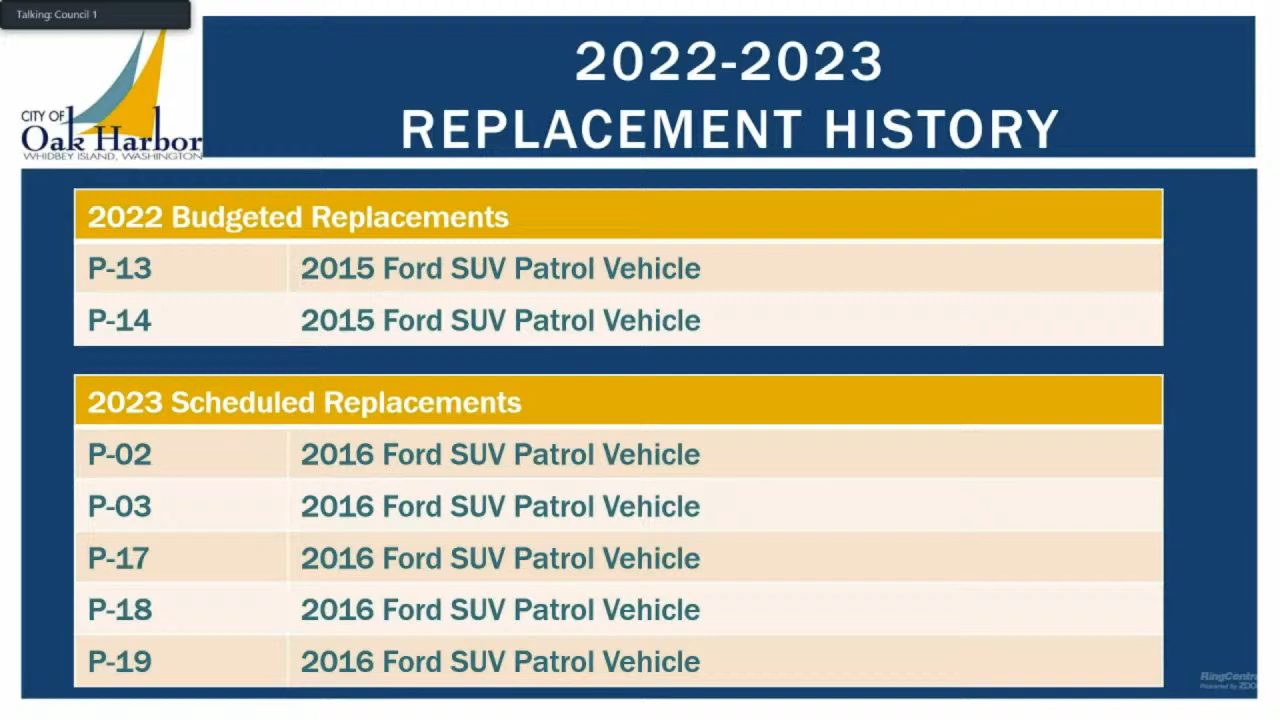 Talking: Council 1
CITY OF
Oak Harbor
WHIDBEY ISLAND, WASHINGTON
2022-2023
REPLACEMENT HISTORY
2022 Budgeted Replacements
P-13 2015 Ford SUV Patrol Vehicle
P-14 2015 Ford SUV Patrol Vehicle
2023 Scheduled Replacements
P-02 2016 Ford SUV Patrol Vehicle
P-03 2016 Ford SUV Patrol Vehicle
P-17 2016 Ford SUV Patrol Vehicle
P-18 2016 Ford SUV Patrol Vehicle
P-19 2016 Ford SUV Patrol Vehicle
Powered by